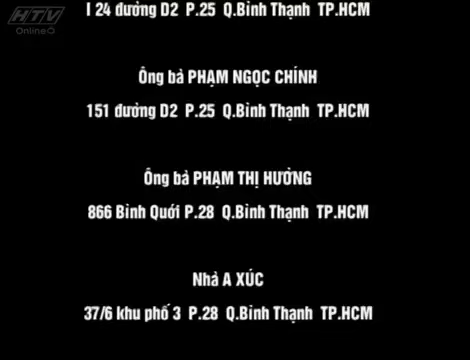 HTV
Online
I 24 đường D2 P.25 Q.Bình Thạnh TP.HCM
Ông bà PHẠM NGỌC CHÍNH
151 đường D2 P.25 Q.Bình Thạnh TP.HCM
Ông bà PHẠM THỊ HƯỜNG
866 Bình Quới P.28 Q.Bình Thạnh TP.HCM
Nhà A XÚC
37/6 khu phố 3 P.28 Q.Bình Thạnh TP.HCM